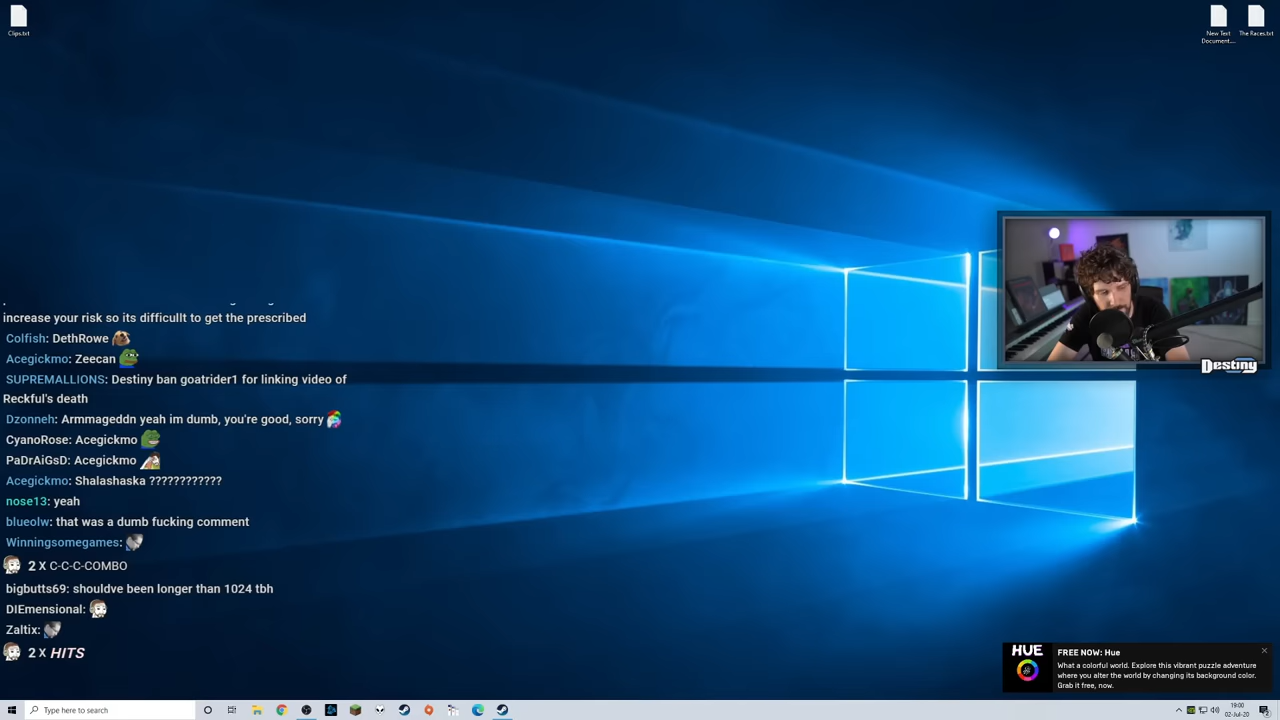 Clips.txt
New Text
Document....
The Races.txt
increase your risk so its difficullt to get the prescribed
Colfish: DethRowe
Acegickmo: Zeecan
SUPREMALLIONS: Destiny ban goatrider1 for linking video of
Reckful's death
Dzonneh: Armmageddn yeah im dumb, you're good, sorry
CyanoRose: Acegickmo
PaDrAiGsD: Acegickmo
Acegickmo: Shalashaska ????????????
nose13: yeah
blueolw: that was a dumb fucking comment
Winningsomegames:
2 X C-C-C-COMBO
bigbutts69: shouldve been longer than 1024 tbh
DIEmensional:
Zaltix:
2 X HITS
Destiny
HUE
FREE NOW: Hue
What a colorful world. Explore this vibrant puzzle adventure
where you alter the world by changing its background color.
Grab it free, now.
Type here to search
19:00
02-Jul-20